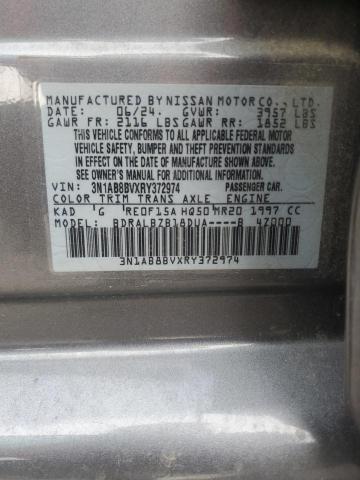 MANUFACTURED BY NISSAN MOTOR CO., LTD.
DATE: 06/24. GVWR: 3957 LBS
GAWR FR: 2116 LBS GAWR RR: 1852 LBS
THIS VEHICLE CONFORMS TO ALL APPLICABLE FEDERAL MOTOR
VEHICLE SAFETY, BUMPER AND THEFT PREVENTION STANDARDS
IN EFFECT ON THE DATE OF MANUFACTURE SHOWN ABOVE.
SEE OWNER'S MANUAL FOR ADDITIONAL INFORMATION.
VIN: 3N1AB8BVXRY372974 PASSENGER CAR.
COLOR TRIM TRANS AXLE ENGINE
KAD G RE0F15A HQ50 MR20 1997 CC
MODEL: BDRALBZB18DUA----B 4Z000
3N1AB8BVXRY372974